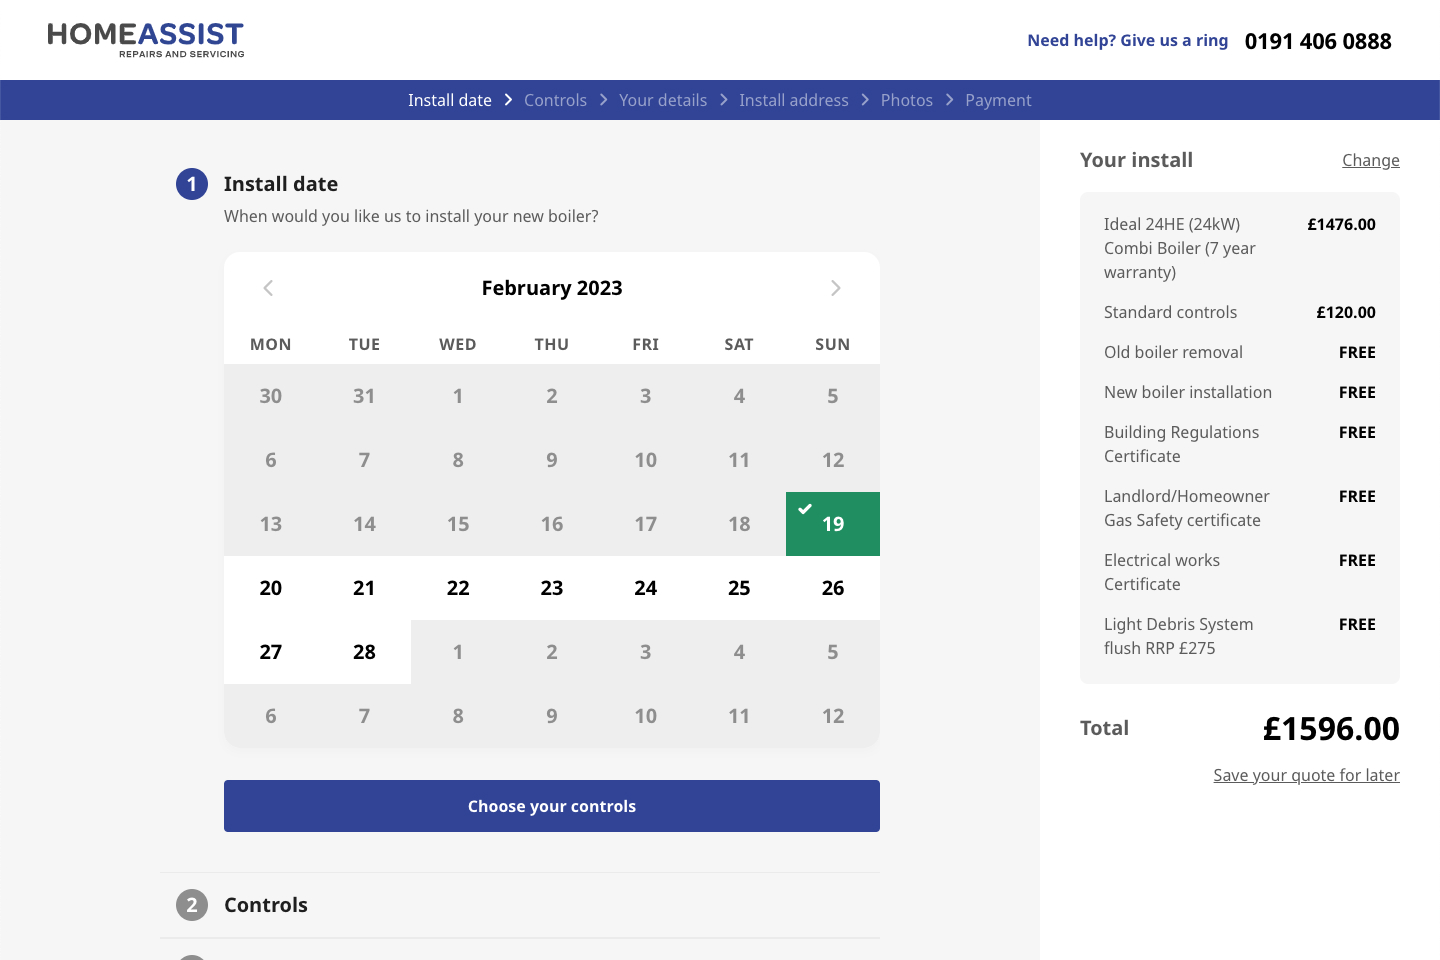 HOMEASSIST
REPAIRS AND SERVICING
Need help? Give us a ring 0191 406 0888
Install date Controls Your details Install address Photos Payment
1 Install date
When would you like us to install your new boiler?
February 2023
MON TUE WED THU FRI SAT SUN
30 31 1 2 3 4 5
6 7 8 9 10 11 12
13 14 15 16 17 18 19
20 21 22 23 24 25 26
27 28 1 2 3 4 5
6 7 8 9 10 11 12
Choose your controls
2 Controls
Your install Change
Ideal 24HE (24kW) £1476.00
Combi Boiler (7 year
warranty)
Standard controls £120.00
Old boiler removal FREE
New boiler installation FREE
Building Regulations FREE
Certificate
Landlord/Homeowner FREE
Gas Safety certificate
Electrical works FREE
Certificate
Light Debris System FREE
flush RRP £275
Total £1596.00
Save your quote for later